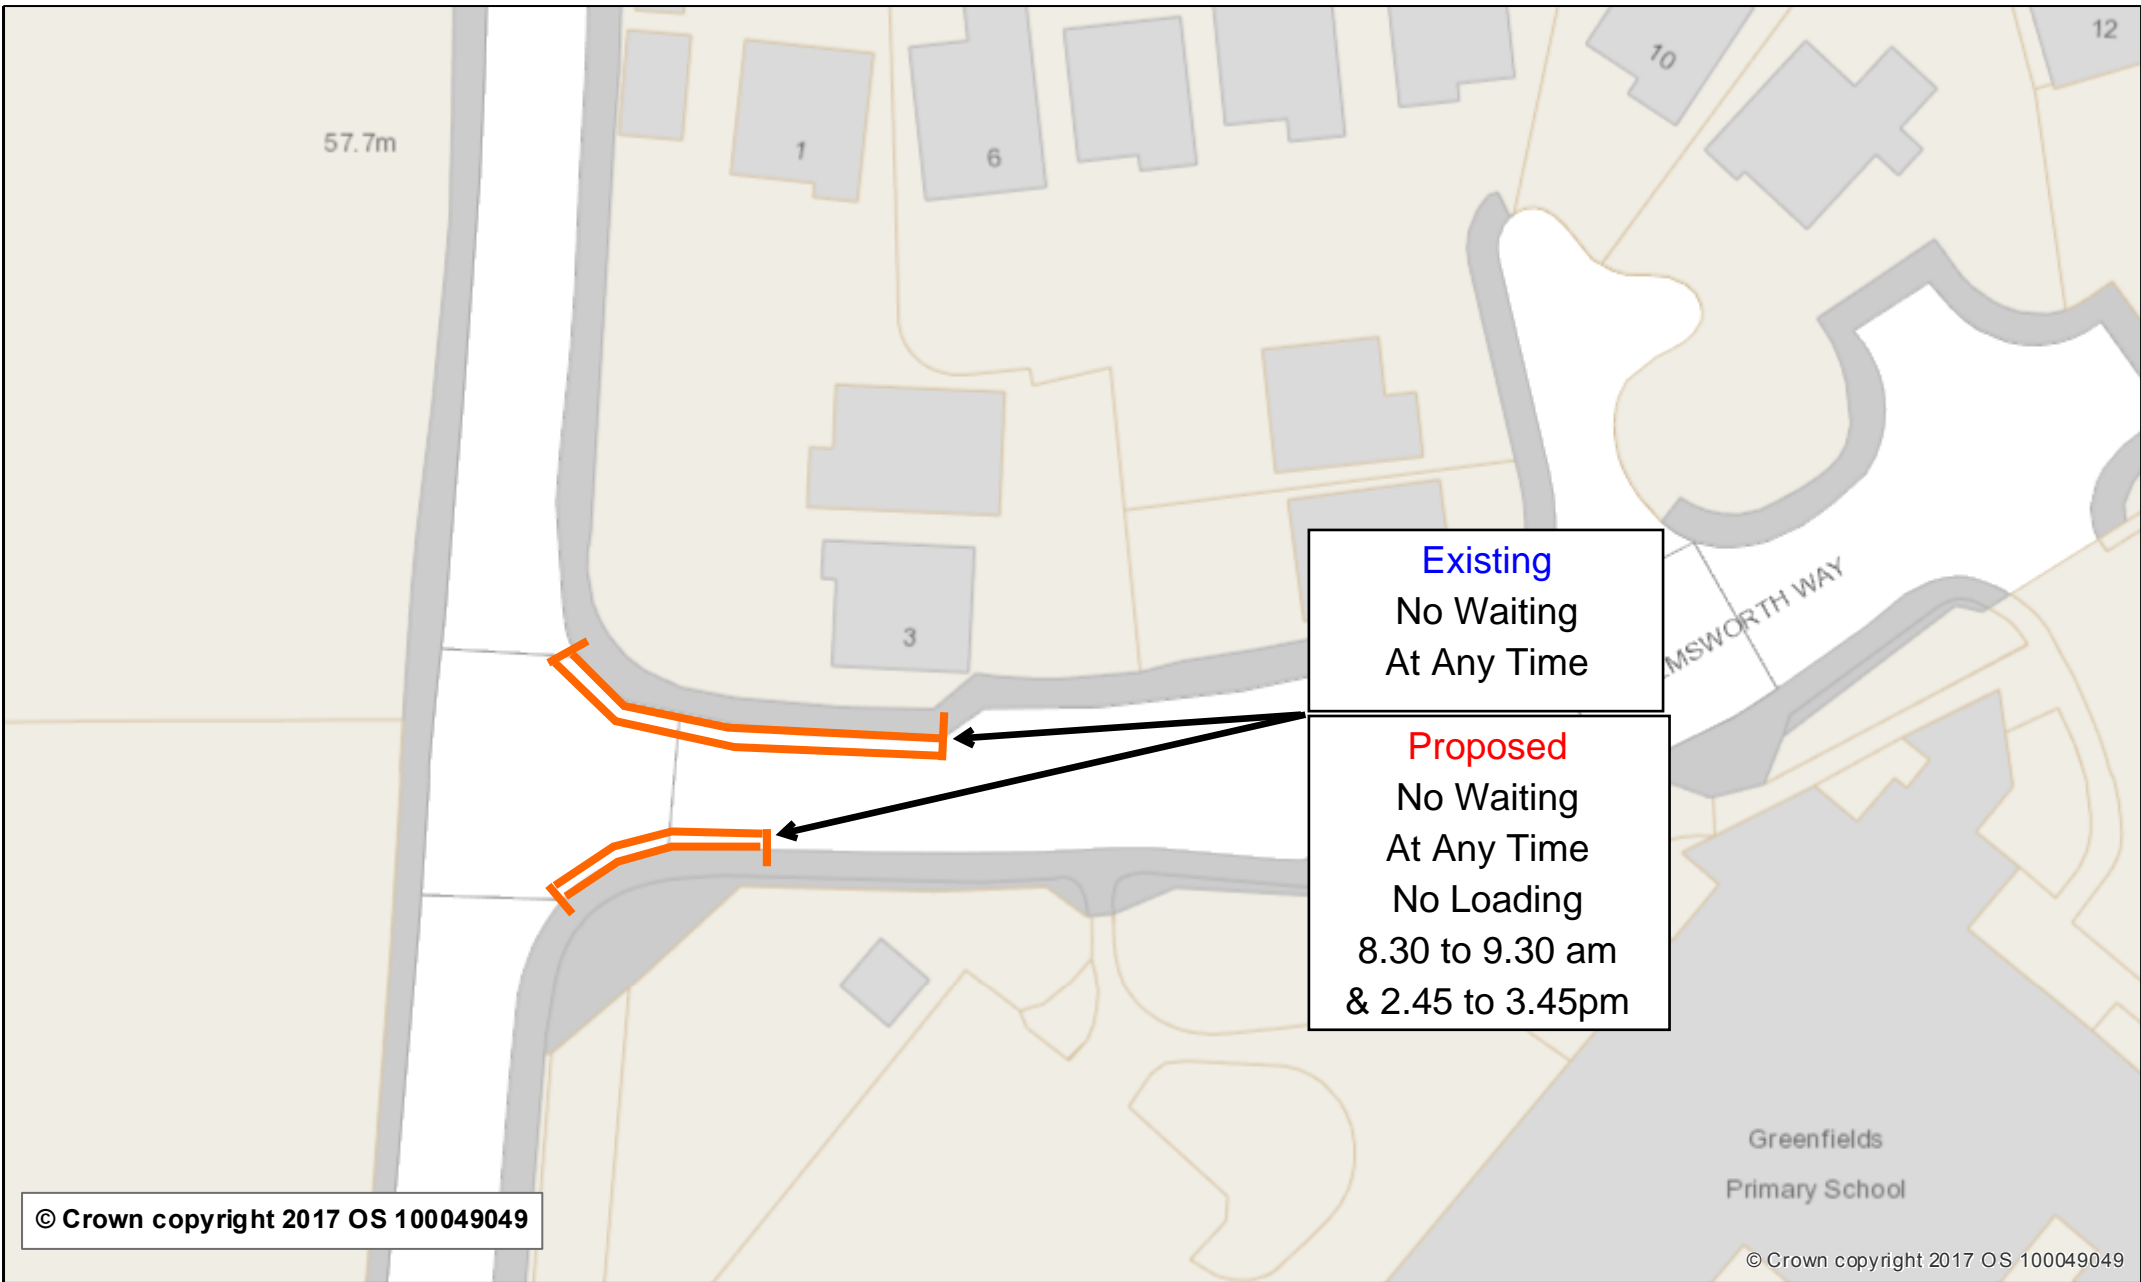 12
10
57.7m
1
6
Existing
No Waiting
At Any Time
MSWORTH WAY
3
Proposed
No Waiting
At Any Time
No Loading
8.30 to 9.30 am
& 2.45 to 3.45pm
Greenfields
Primary School
© Crown copyright 2017 OS 100049049
© Crown copyright 2017 OS 100049049